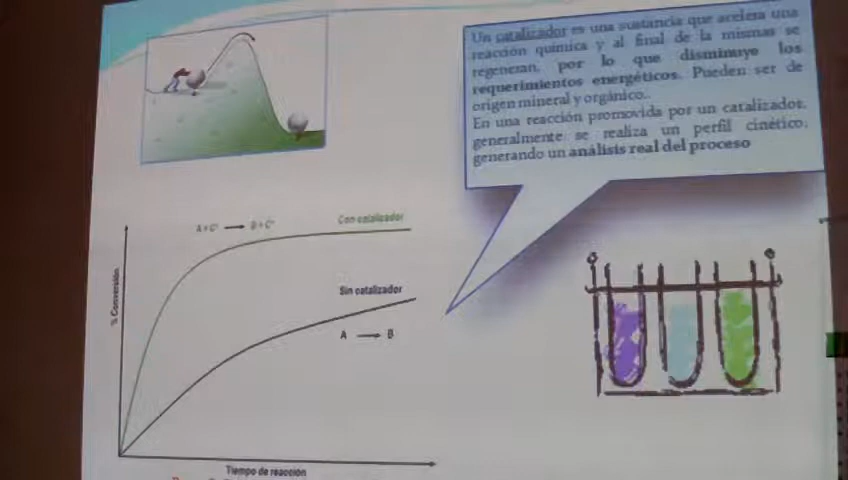 Un catalizador es una sustancia que acelera una
reacción química y al final de la mismas se
regeneran, por lo que disminuye los
requerimientos energéticos. Pueden ser de
origen mineral y orgánico..
En una reacción promovida por un catalizador,
generalmente se realiza un perfil cinético,
generando un análisis real del proceso
A + C* → B + C*
Con catalizador
Sin catalizador
A → B
% Conversión
Tiempo de reacción